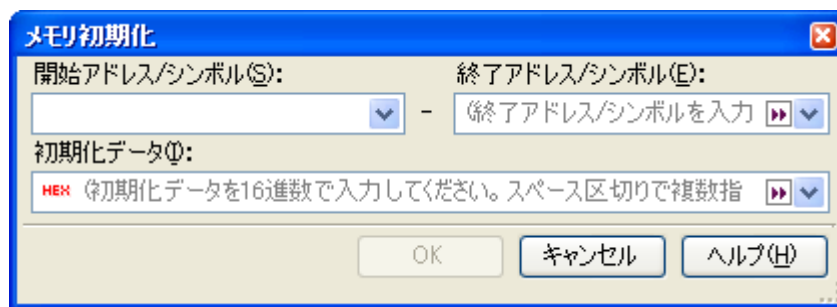 メモリ初期化
開始アドレス/シンボル(S): 終了アドレス/シンボル(E):
- (終了アドレス/シンボルを入力
初期化データ(I):
HEX (初期化データを16進数で入力してください。スペース区切りで複数指
OK キャンセル ヘルプ(H)